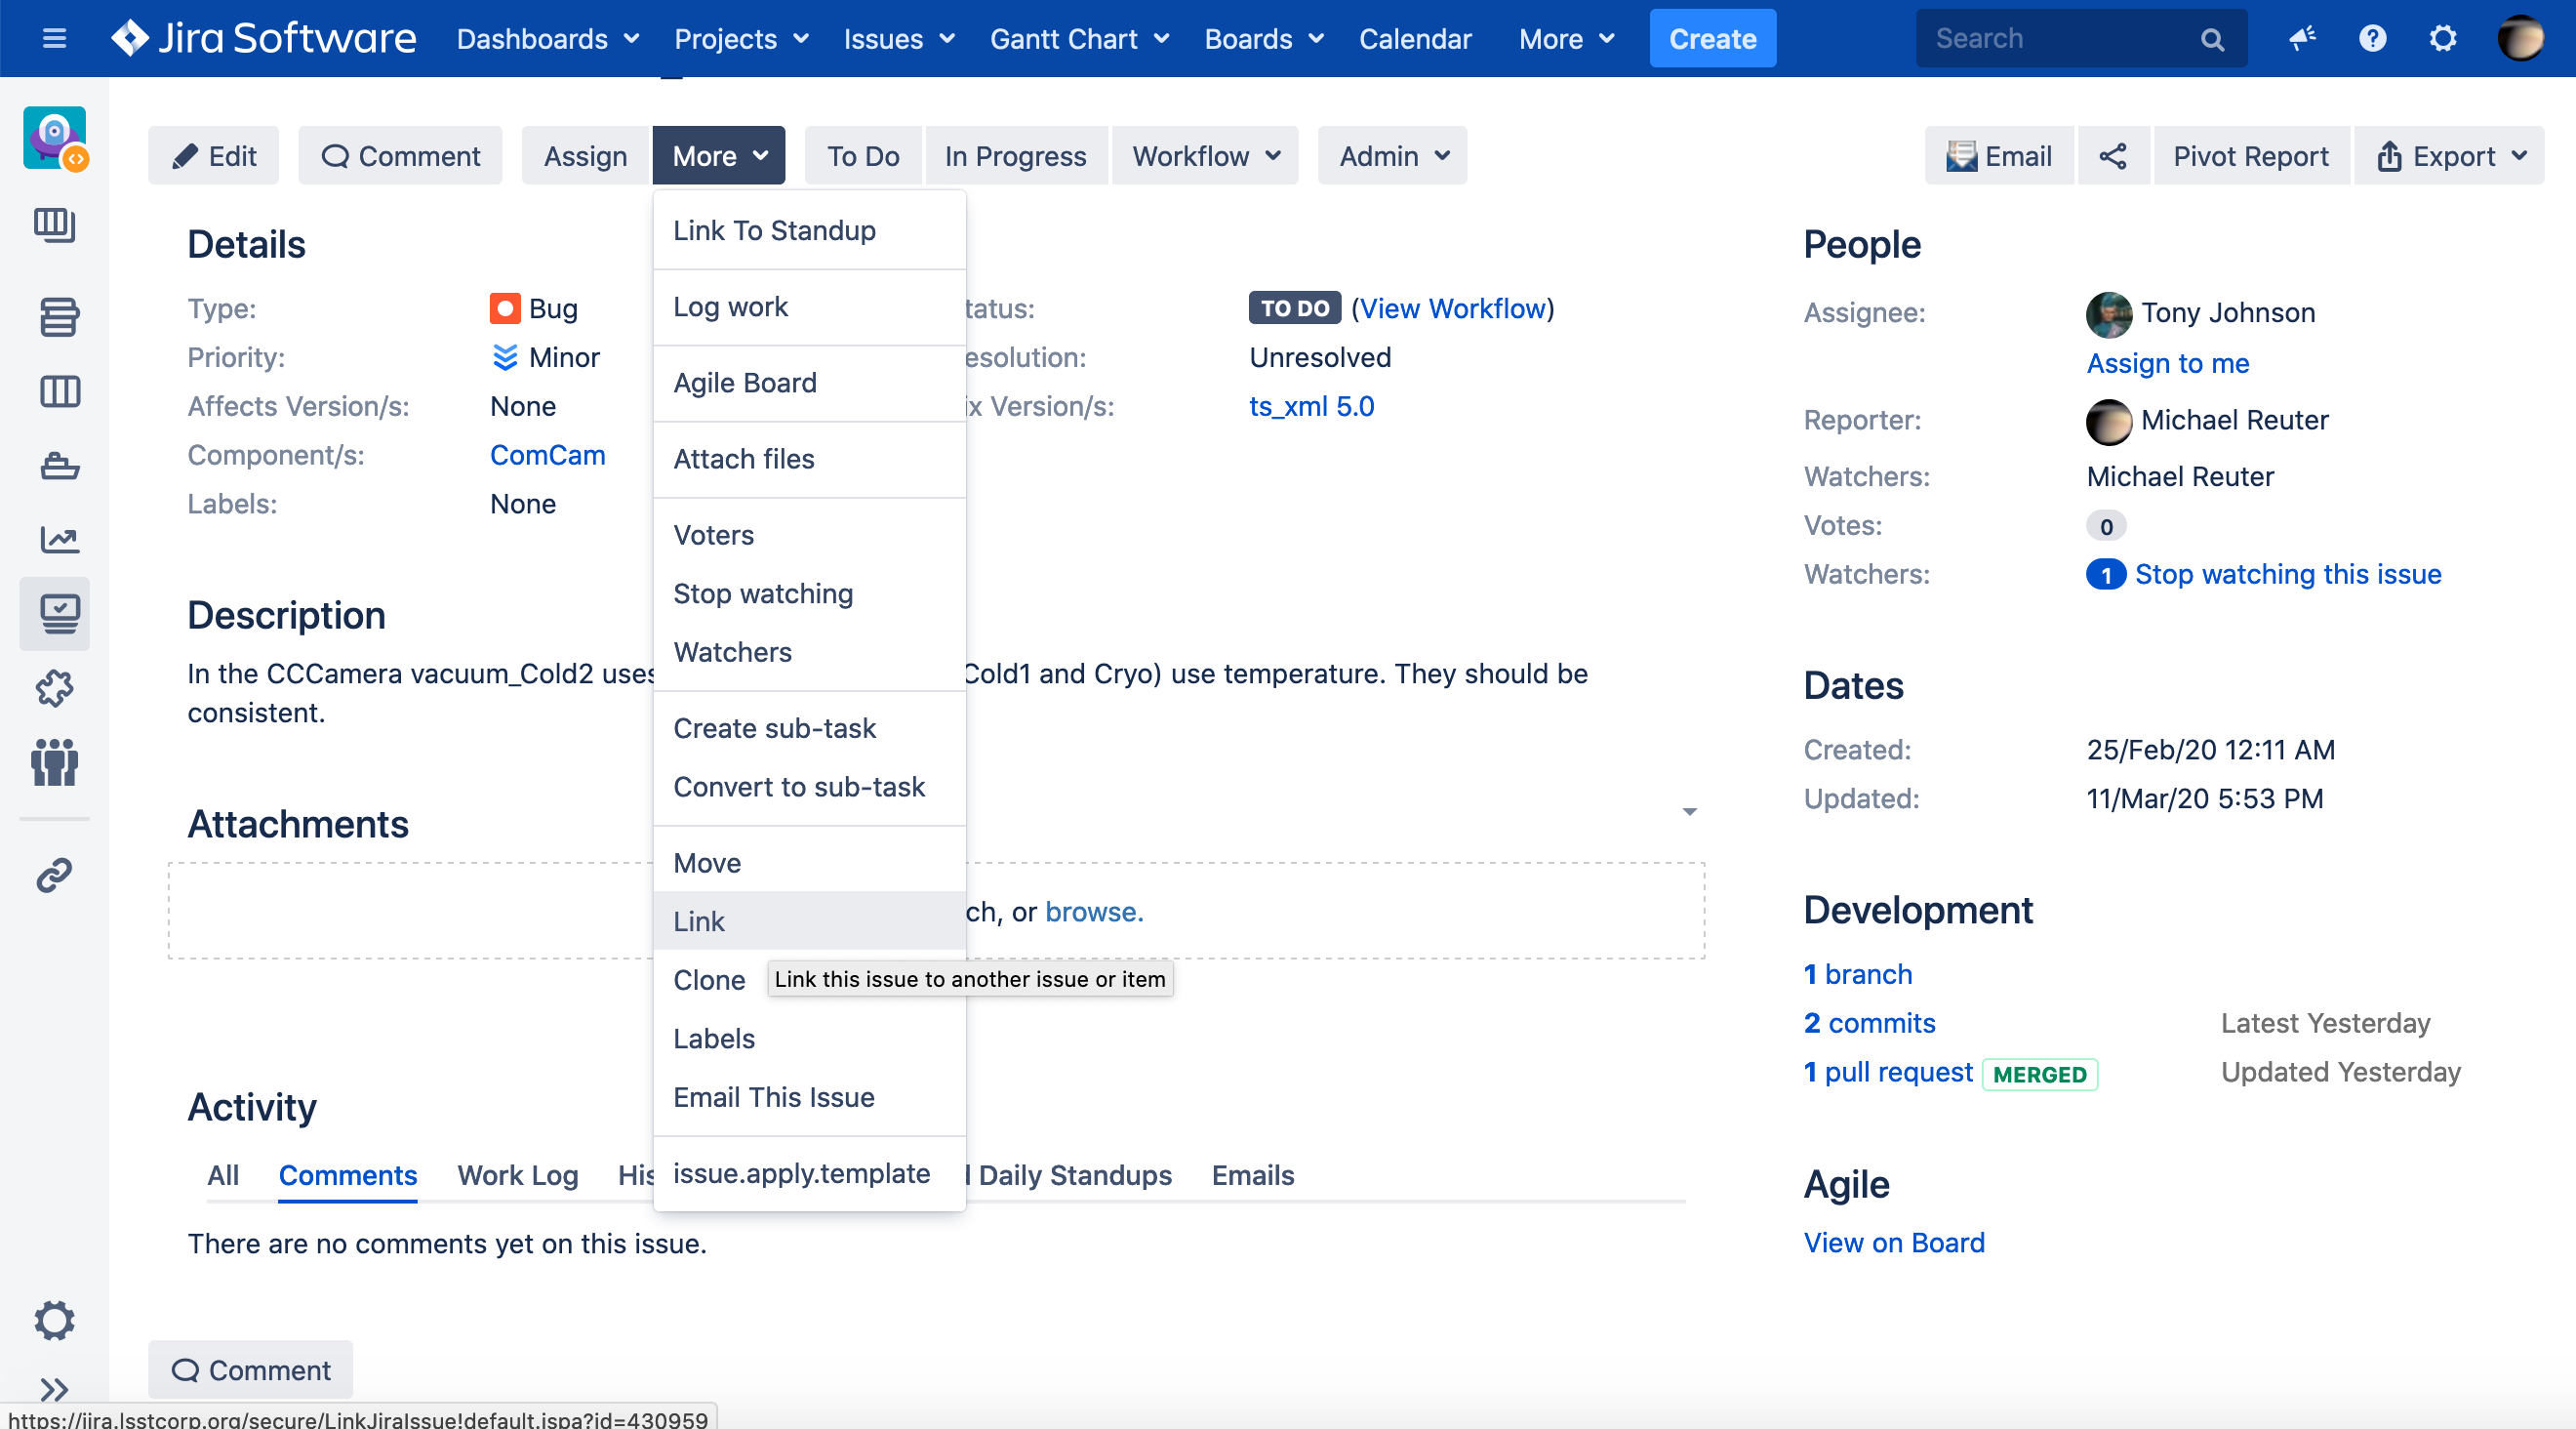 Jira Software Dashboards Projects Issues Gantt Chart Boards Calendar More Create Search
Edit Comment Assign More To Do In Progress Workflow Admin Email Pivot Report Export
Link To Standup
Log work
Agile Board
Attach files
Voters
Stop watching
Watchers
Create sub-task
Convert to sub-task
Move
Link
Clone
Link this issue to another issue or item
Labels
Email This Issue
issue.apply.template
Details
Type: Bug
tatus: TO DO (View Workflow)
Priority: Minor
esolution: Unresolved
Affects Version/s: None
ix Version/s: ts_xml 5.0
Component/s: ComCam
Labels: None
Description
In the CCCamera vacuum_Cold2 uses Cold1 and Cryo) use temperature. They should be
consistent.
Attachments
ch, or browse.
Activity
All Comments Work Log His Daily Standups Emails
There are no comments yet on this issue.
Comment
People
Assignee: Tony Johnson
Assign to me
Reporter: Michael Reuter
Watchers: Michael Reuter
Votes: 0
Watchers: 1 Stop watching this issue
Dates
Created: 25/Feb/20 12:11 AM
Updated: 11/Mar/20 5:53 PM
Development
1 branch
2 commits Latest Yesterday
1 pull request MERGED Updated Yesterday
Agile
View on Board
https://jira.lsstcorp.org/secure/LinkJiraIssue!default.jspa?id=430959